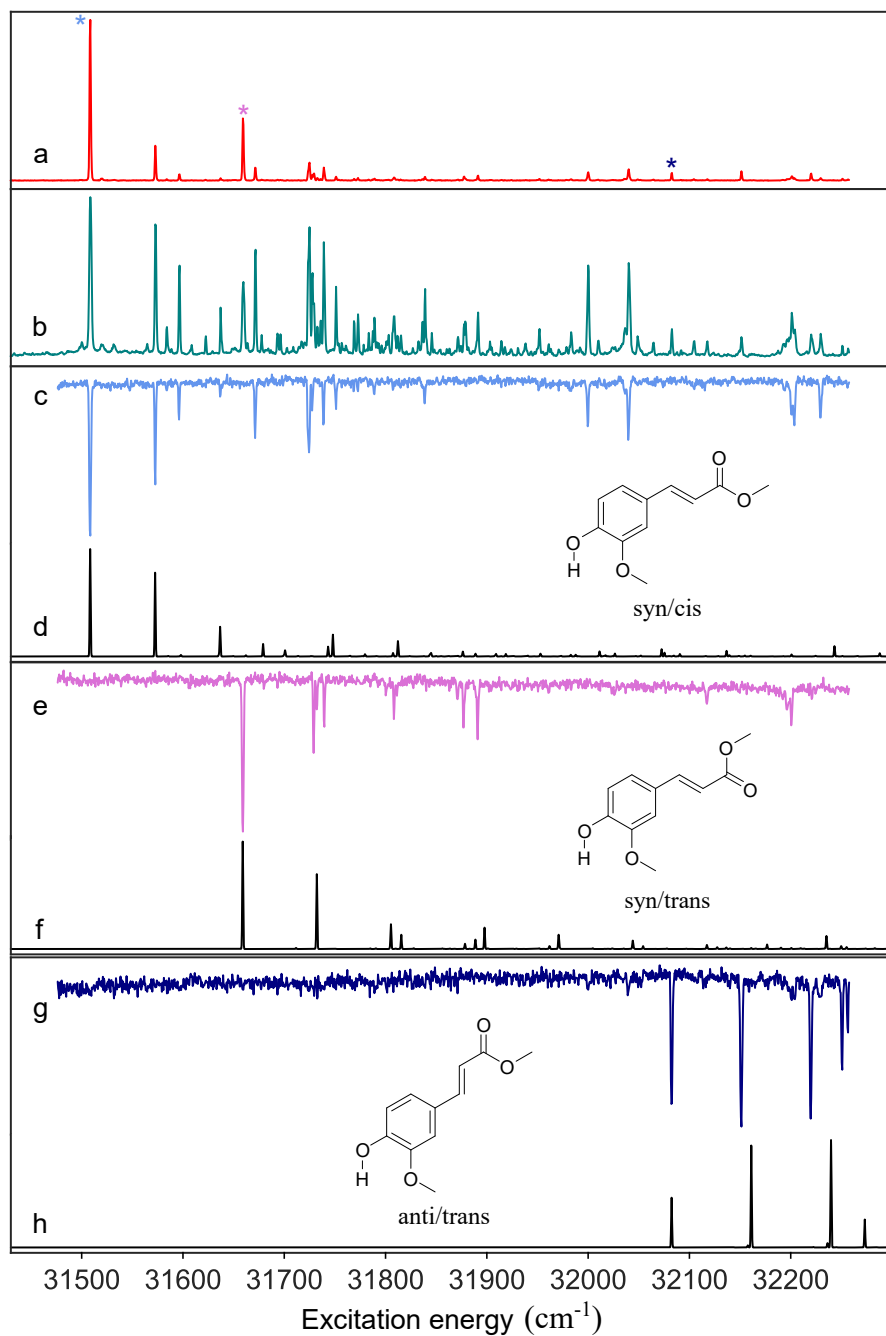 *
*
*
a
b
c
O
O
O
H
O
syn/cis
d
e
O
O
O
H
O
syn/trans
f
g
O
O
O
H
O
anti/trans
h
31500 31600 31700 31800 31900 32000 32100 32200
Excitation energy (cm⁻¹)